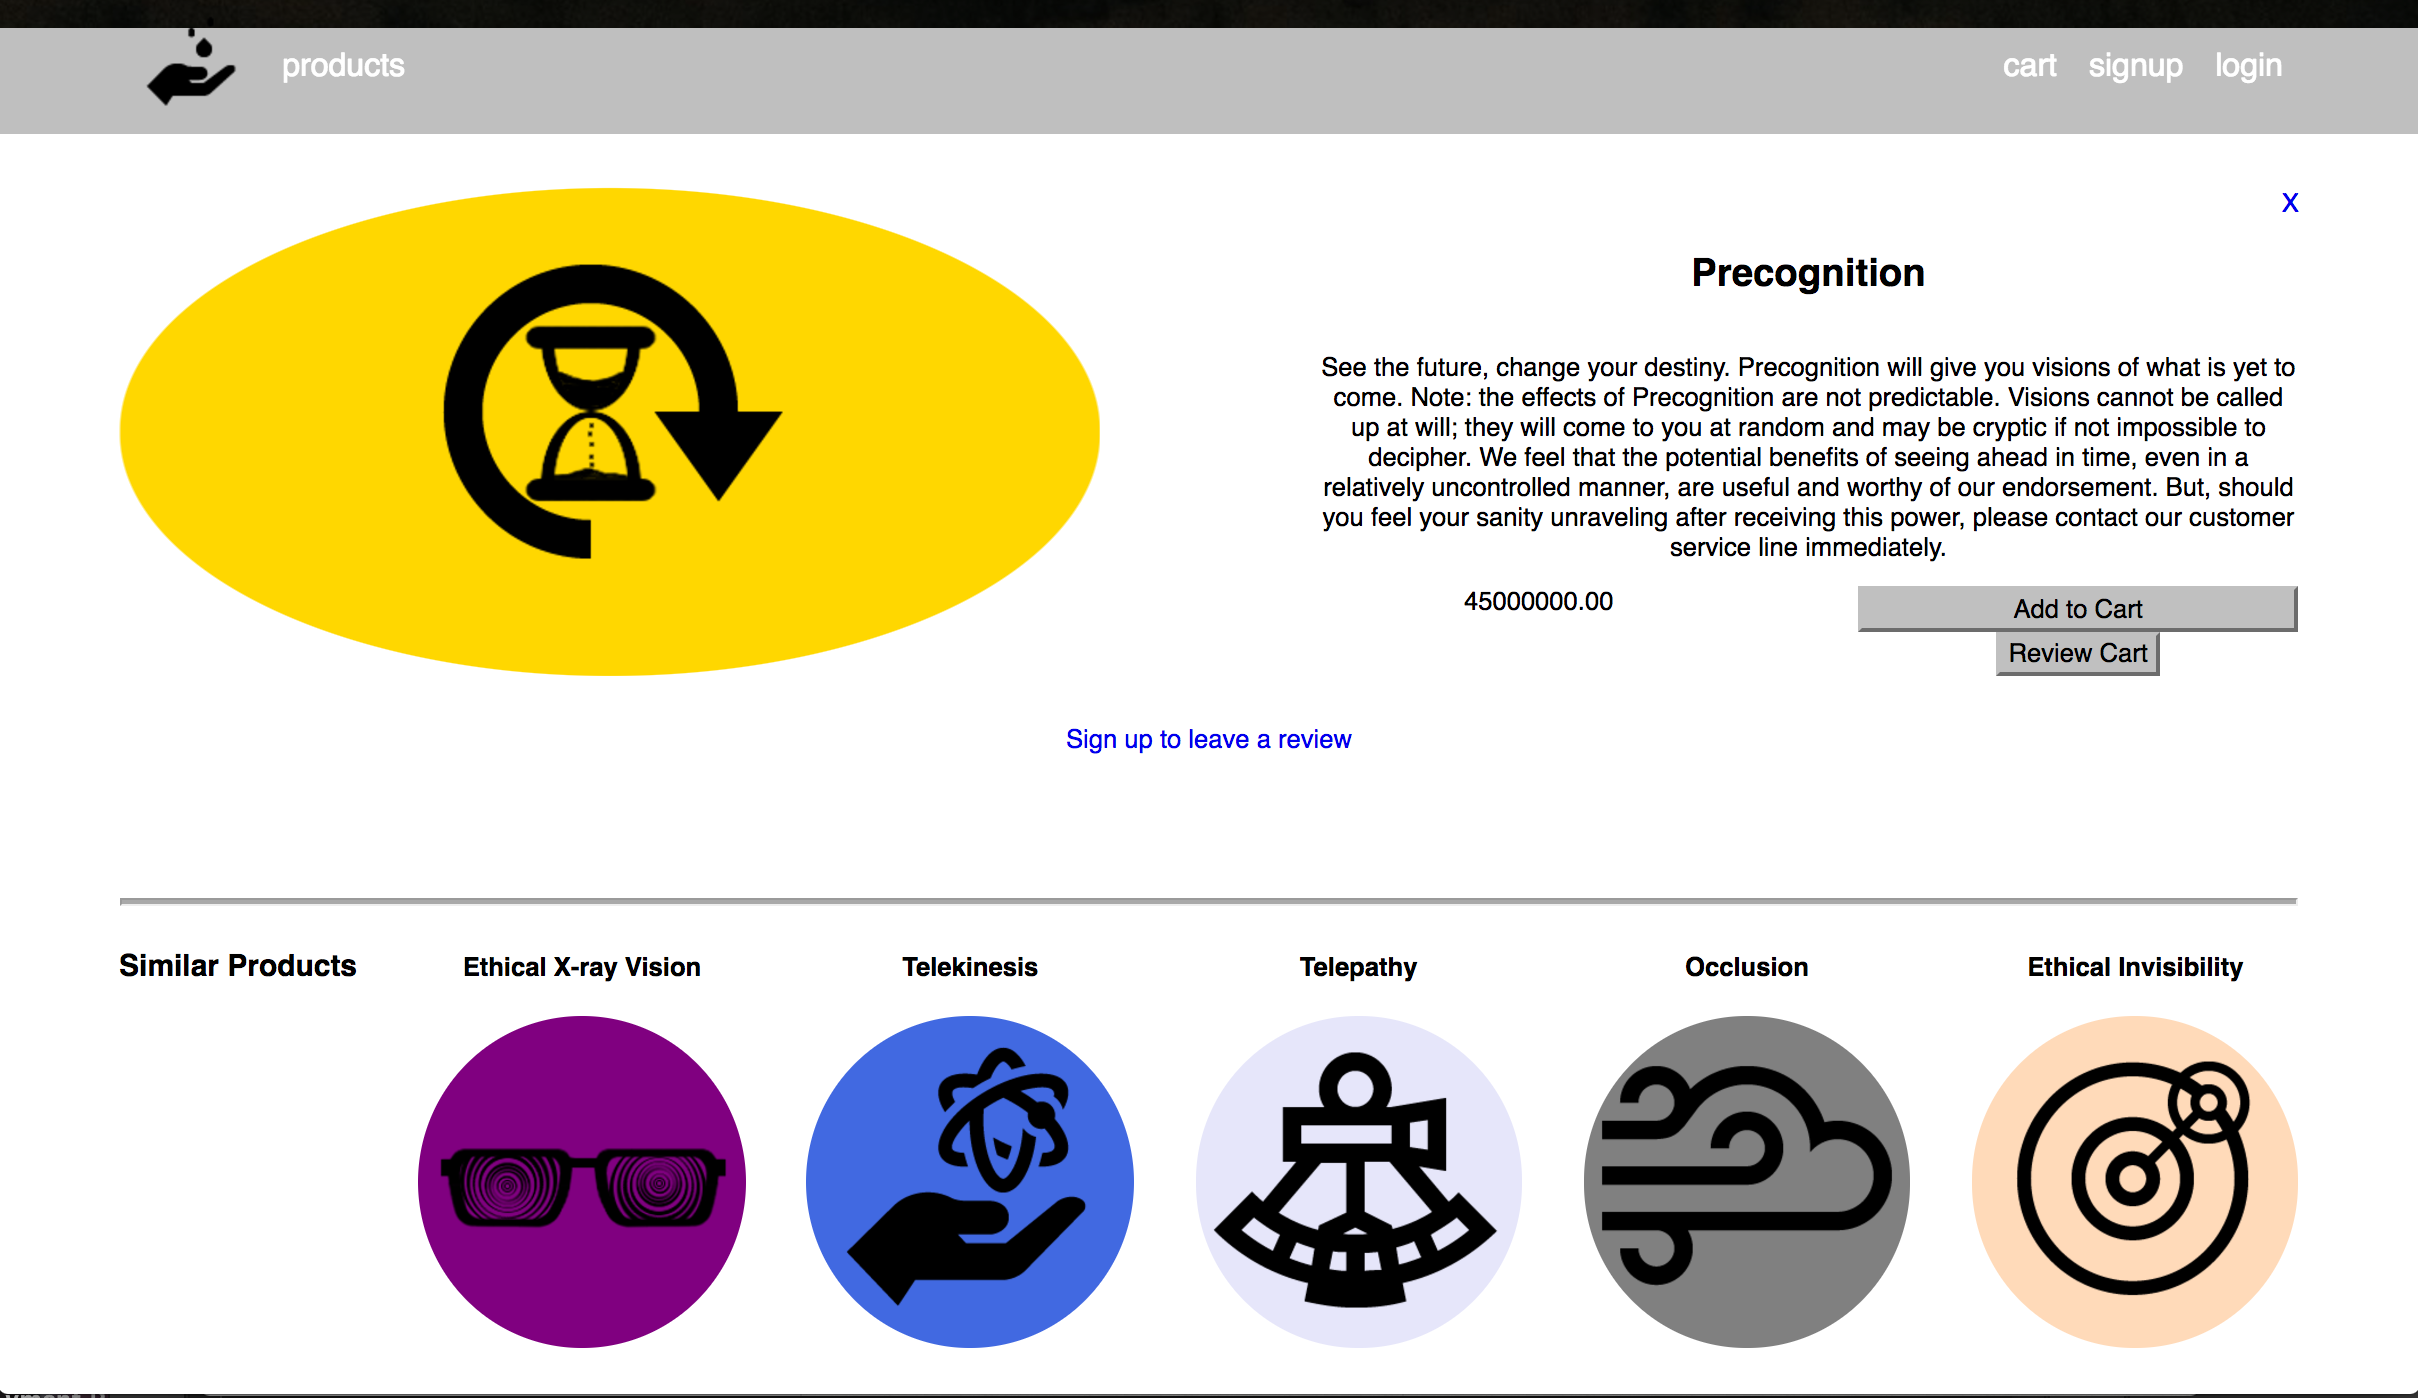 products
cart signup login
X
Precognition
See the future, change your destiny. Precognition will give you visions of what is yet to
come. Note: the effects of Precognition are not predictable. Visions cannot be called
up at will; they will come to you at random and may be cryptic if not impossible to
decipher. We feel that the potential benefits of seeing ahead in time, even in a
relatively uncontrolled manner, are useful and worthy of our endorsement. But, should
you feel your sanity unraveling after receiving this power, please contact our customer
service line immediately.
45000000.00
Add to Cart
Review Cart
Sign up to leave a review
Similar Products
Ethical X-ray Vision
Telekinesis
Telepathy
Occlusion
Ethical Invisibility